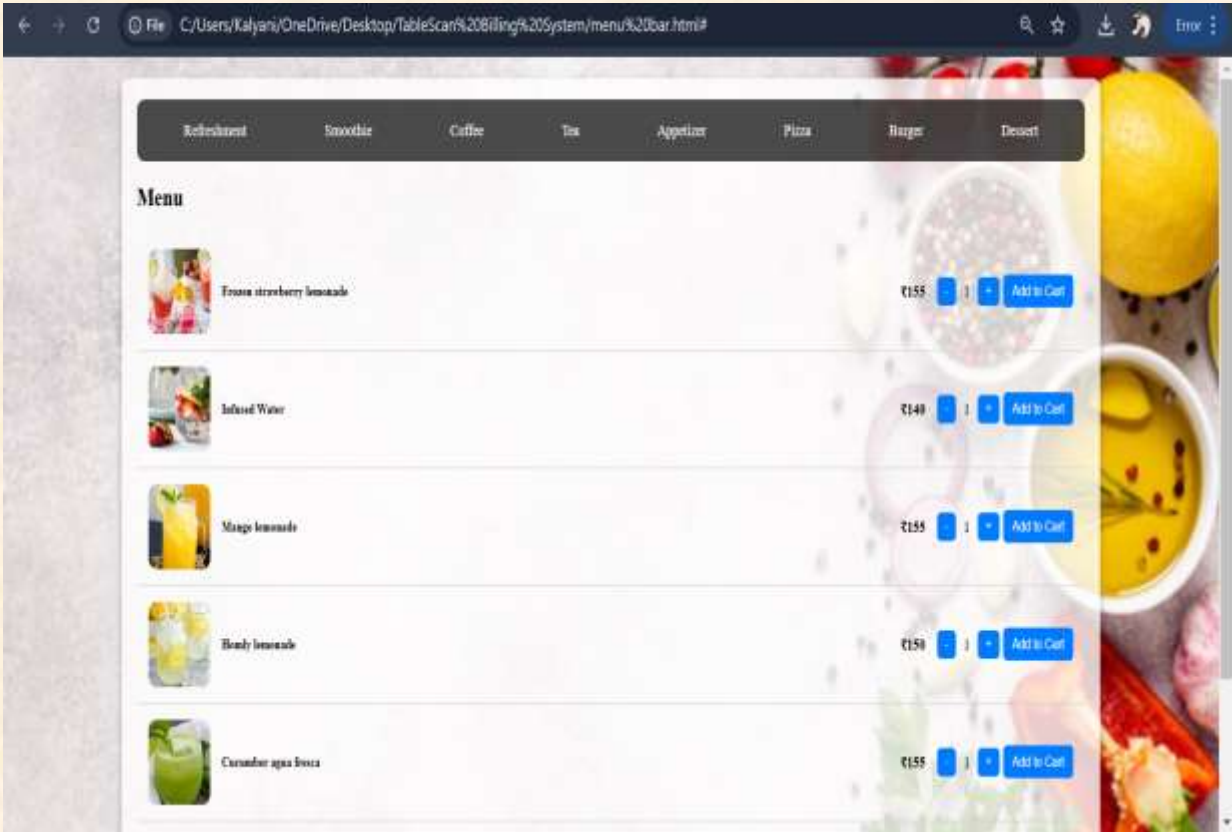 File C:/Users/Kalyani/OneDrive/Desktop/TableScan%20Billing%20System/menu%20bar.html# Error
Refreshment Smoothie Coffee Tea Appetizer Pizza Burger Dessert
Menu
Frozen strawberry lemonade ₹155 - 1 + Add to Cart
Infused Water ₹140 - 1 + Add to Cart
Mango lemonade ₹155 - 1 + Add to Cart
Homly lemonade ₹150 - 1 + Add to Cart
Cucumber agua fresca ₹155 - 1 + Add to Cart